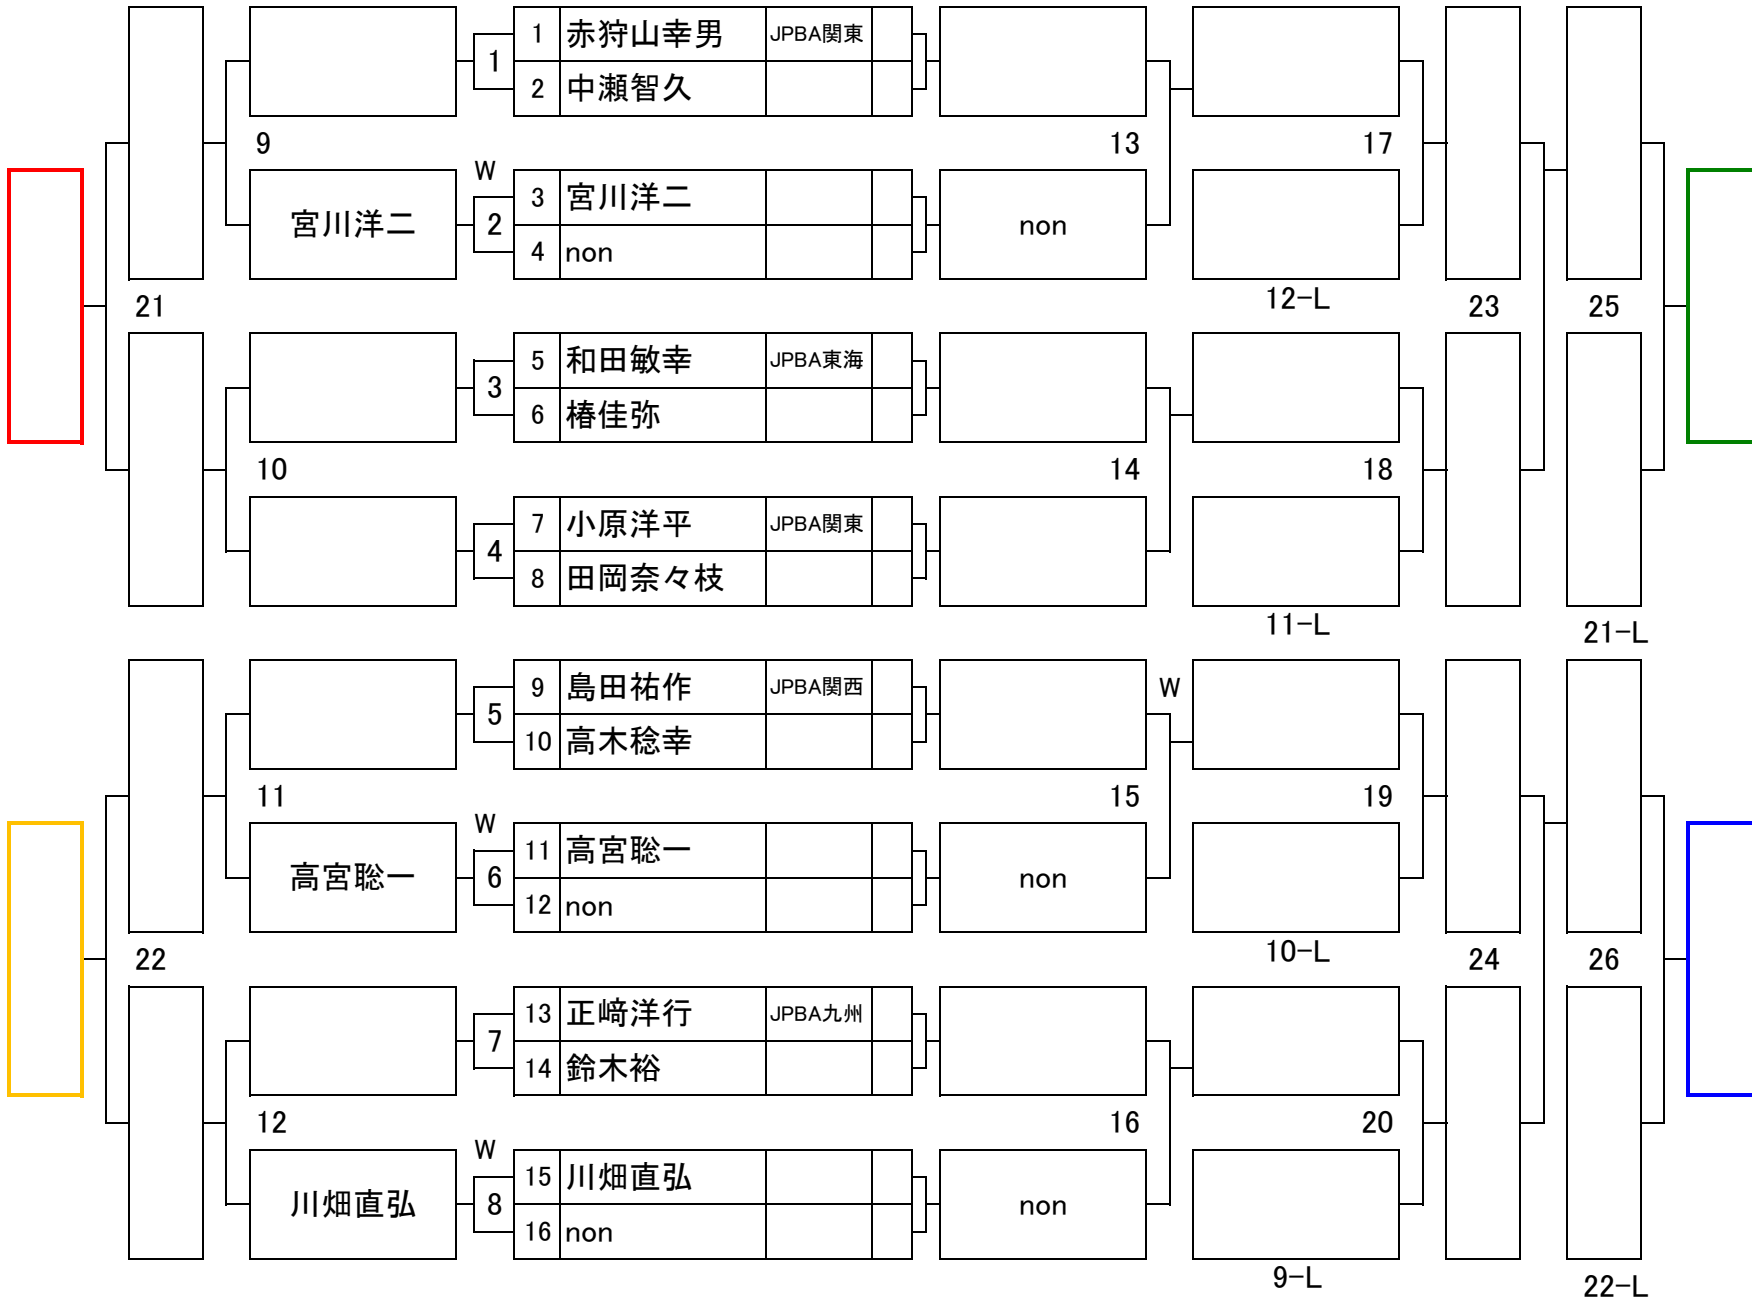 1 赤狩山幸男 JPBA関東
1
2 中瀬智久
9 13 17
W
3 宮川洋二
宮川洋二 2 non
4 non
12-L
21 23 25
5 和田敏幸 JPBA東海
3
6 椿佳弥
10 14 18
7 小原洋平 JPBA関東
4
8 田岡奈々枝
11-L
21-L
9 島田祐作 JPBA関西 W
5
10 高木稔幸
11 15 19
W
11 高宮聡一
高宮聡一 6 non
12 non
10-L
22 24 26
13 正﨑洋行 JPBA九州
7
14 鈴木裕
12 16 20
W
15 川畑直弘
川畑直弘 8 non
16 non
9-L
22-L